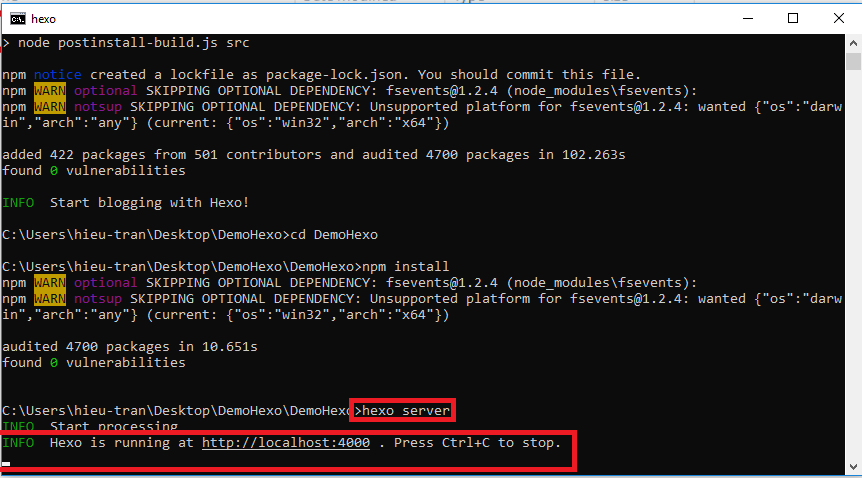 hexo
> node postinstall-build.js src
npm notice created a lockfile as package-lock.json. You should commit this file.
npm WARN optional SKIPPING OPTIONAL DEPENDENCY: fsevents@1.2.4 (node_modules\fsevents):
npm WARN notsup SKIPPING OPTIONAL DEPENDENCY: Unsupported platform for fsevents@1.2.4: wanted {"os":"darw
in","arch":"any"} (current: {"os":"win32","arch":"x64"})
added 422 packages from 501 contributors and audited 4700 packages in 102.263s
found 0 vulnerabilities
INFO  Start blogging with Hexo!
C:\Users\hieu-tran\Desktop\DemoHexo>cd DemoHexo
C:\Users\hieu-tran\Desktop\DemoHexo\DemoHexo>npm install
npm WARN optional SKIPPING OPTIONAL DEPENDENCY: fsevents@1.2.4 (node_modules\fsevents):
npm WARN notsup SKIPPING OPTIONAL DEPENDENCY: Unsupported platform for fsevents@1.2.4: wanted {"os":"darw
in","arch":"any"} (current: {"os":"win32","arch":"x64"})
audited 4700 packages in 10.651s
found 0 vulnerabilities
C:\Users\hieu-tran\Desktop\DemoHexo\DemoHexo>hexo server
INFO  Start processing
INFO  Hexo is running at http://localhost:4000 . Press Ctrl+C to stop.